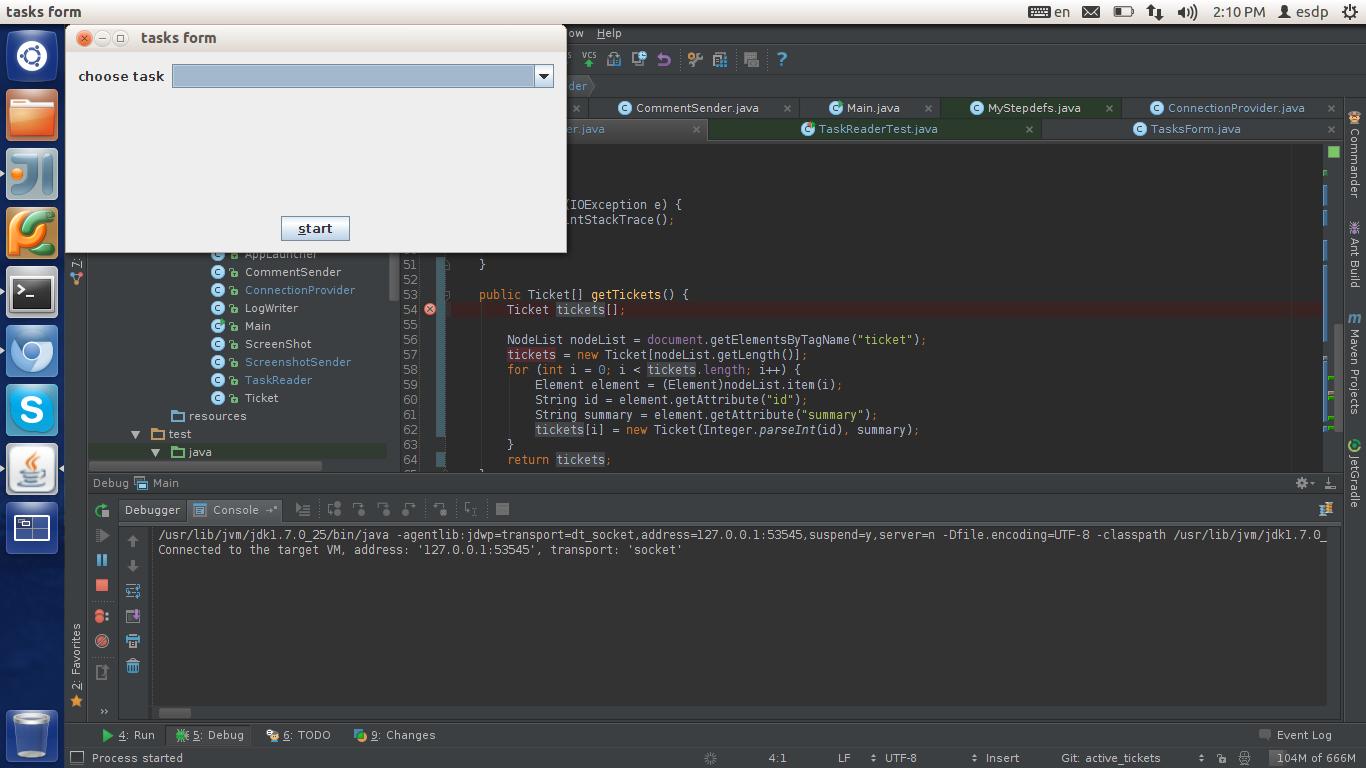 tasks form
en
2:10 PM
esdp
tasks form
Help
choose task
start
VCS
CommentSender.java
Main.java
MyStepdefs.java
ConnectionProvider.java
TaskReaderTest.java
TasksForm.java
AppLauncher
CommentSender
ConnectionProvider
LogWriter
Main
ScreenShot
ScreenshotSender
TaskReader
Ticket
resources
test
java
(IOException e) {
intStackTrace();
51 }
52
53 public Ticket[] getTickets() {
54 Ticket tickets[];
55
56 NodeList nodeList = document.getElementsByTagName("ticket");
57 tickets = new Ticket[nodeList.getLength()];
58 for (int i = 0; i < tickets.length; i++) {
59 Element element = (Element)nodeList.item(i);
60 String id = element.getAttribute("id");
61 String summary = element.getAttribute("summary");
62 tickets[i] = new Ticket(Integer.parseInt(id), summary);
63 }
64 return tickets;
Commander
Ant Build
Maven Projects
JetGradle
7:
2: Favorites
Debug Main
Debugger
Console
/usr/lib/jvm/jdk1.7.0_25/bin/java -agentlib:jdwp=transport=dt_socket,address=127.0.0.1:53545,suspend=y,server=n -Dfile.encoding=UTF-8 -classpath /usr/lib/jvm/jdk1.7.0_
Connected to the target VM, address: '127.0.0.1:53545', transport: 'socket'
4: Run
5: Debug
6: TODO
9: Changes
Event Log
Process started
4:1
LF
UTF-8
Insert
Git: active_tickets
104M of 666M